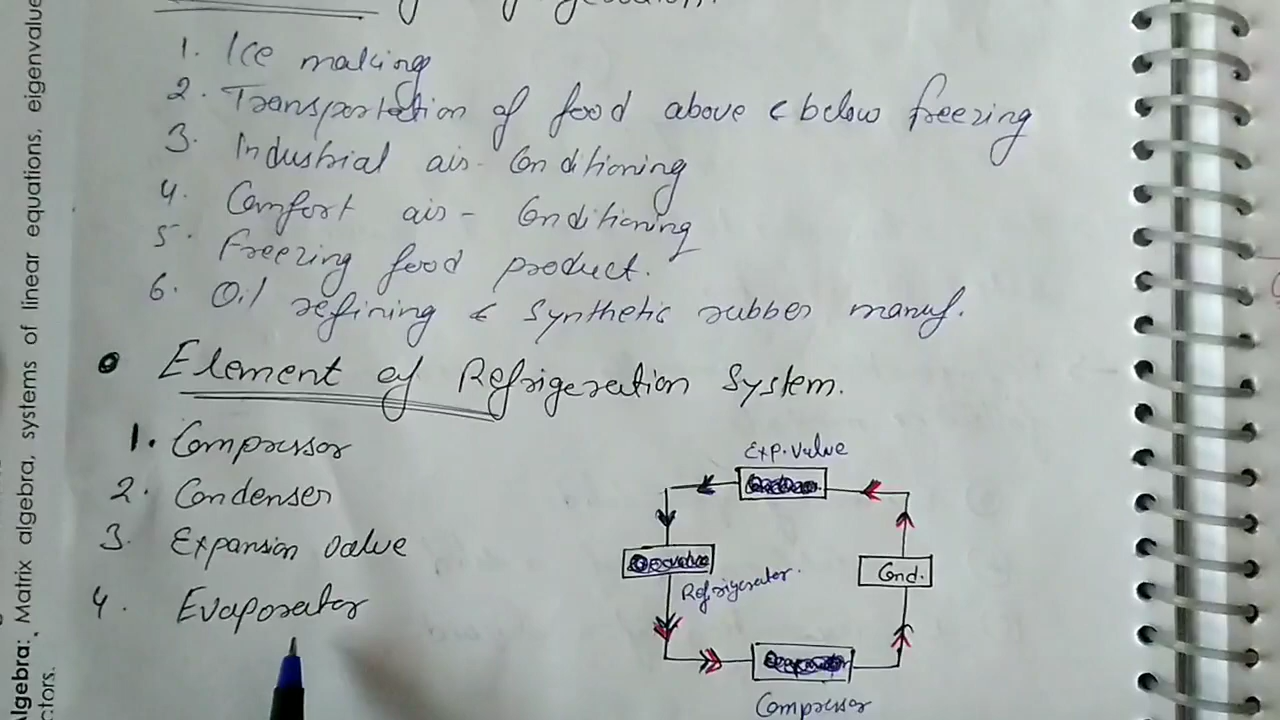 1. Ice making
2. Transportation of food above & below freezing
3. Industrial air-Conditioning
4. Comfort air-Conditioning
5. Freezing food product.
6. Oil refining & Synthetic rubber manuf.
• Element of Refrigeration System.
1. Compressor
2. Condenser
3. Expansion valve
4. Evaporator
Exp. valve
Refrigerator.
Cond.
Compressor
lgebra: Matrix algebra, systems of linear equations, eigenvalue
ctors.